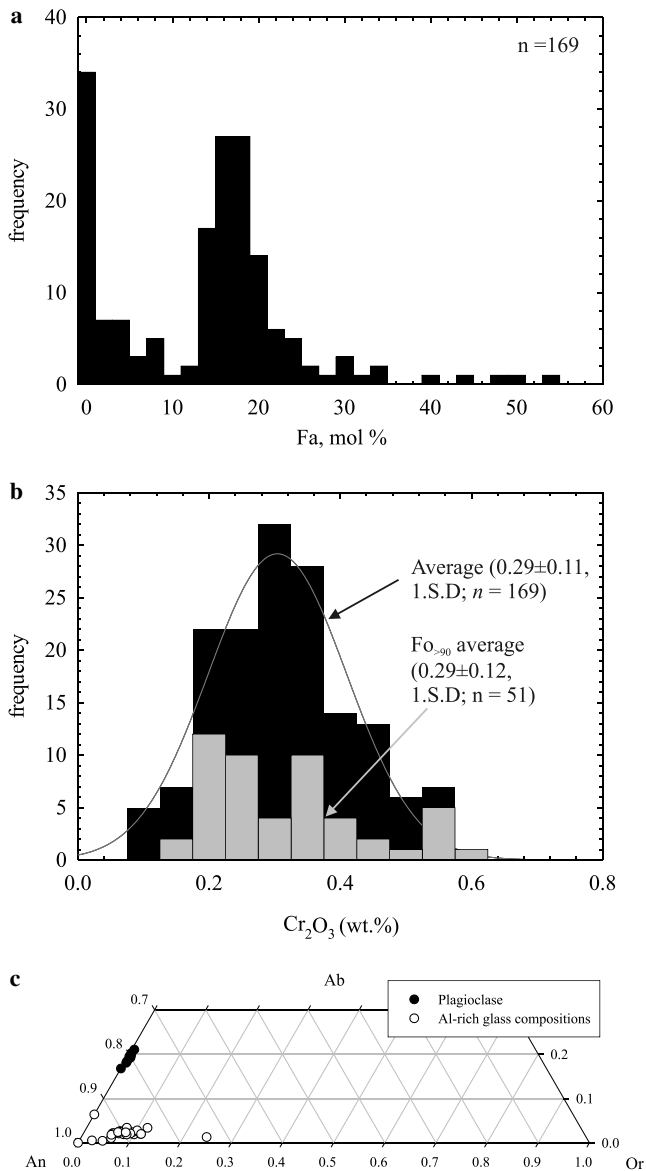 a
40
30
20
10
0
frequency
n =169
0 10 20 30 40 50 60
Fa, mol %
b
35
30
25
20
15
10
5
0
frequency
Average (0.29±0.11,
1.S.D; n = 169)
Fo>90 average
(0.29±0.12,
1.S.D; n = 51)
0.0 0.2 0.4 0.6 0.8
Cr2O3 (wt.%)
c
Ab
0.7
Plagioclase
Al-rich glass compositions
0.8
0.2
0.9
0.1
1.0
0.0
An 0.0 0.1 0.2 0.3 0.4 0.5 0.6 0.7 0.8 0.9 1.0 Or